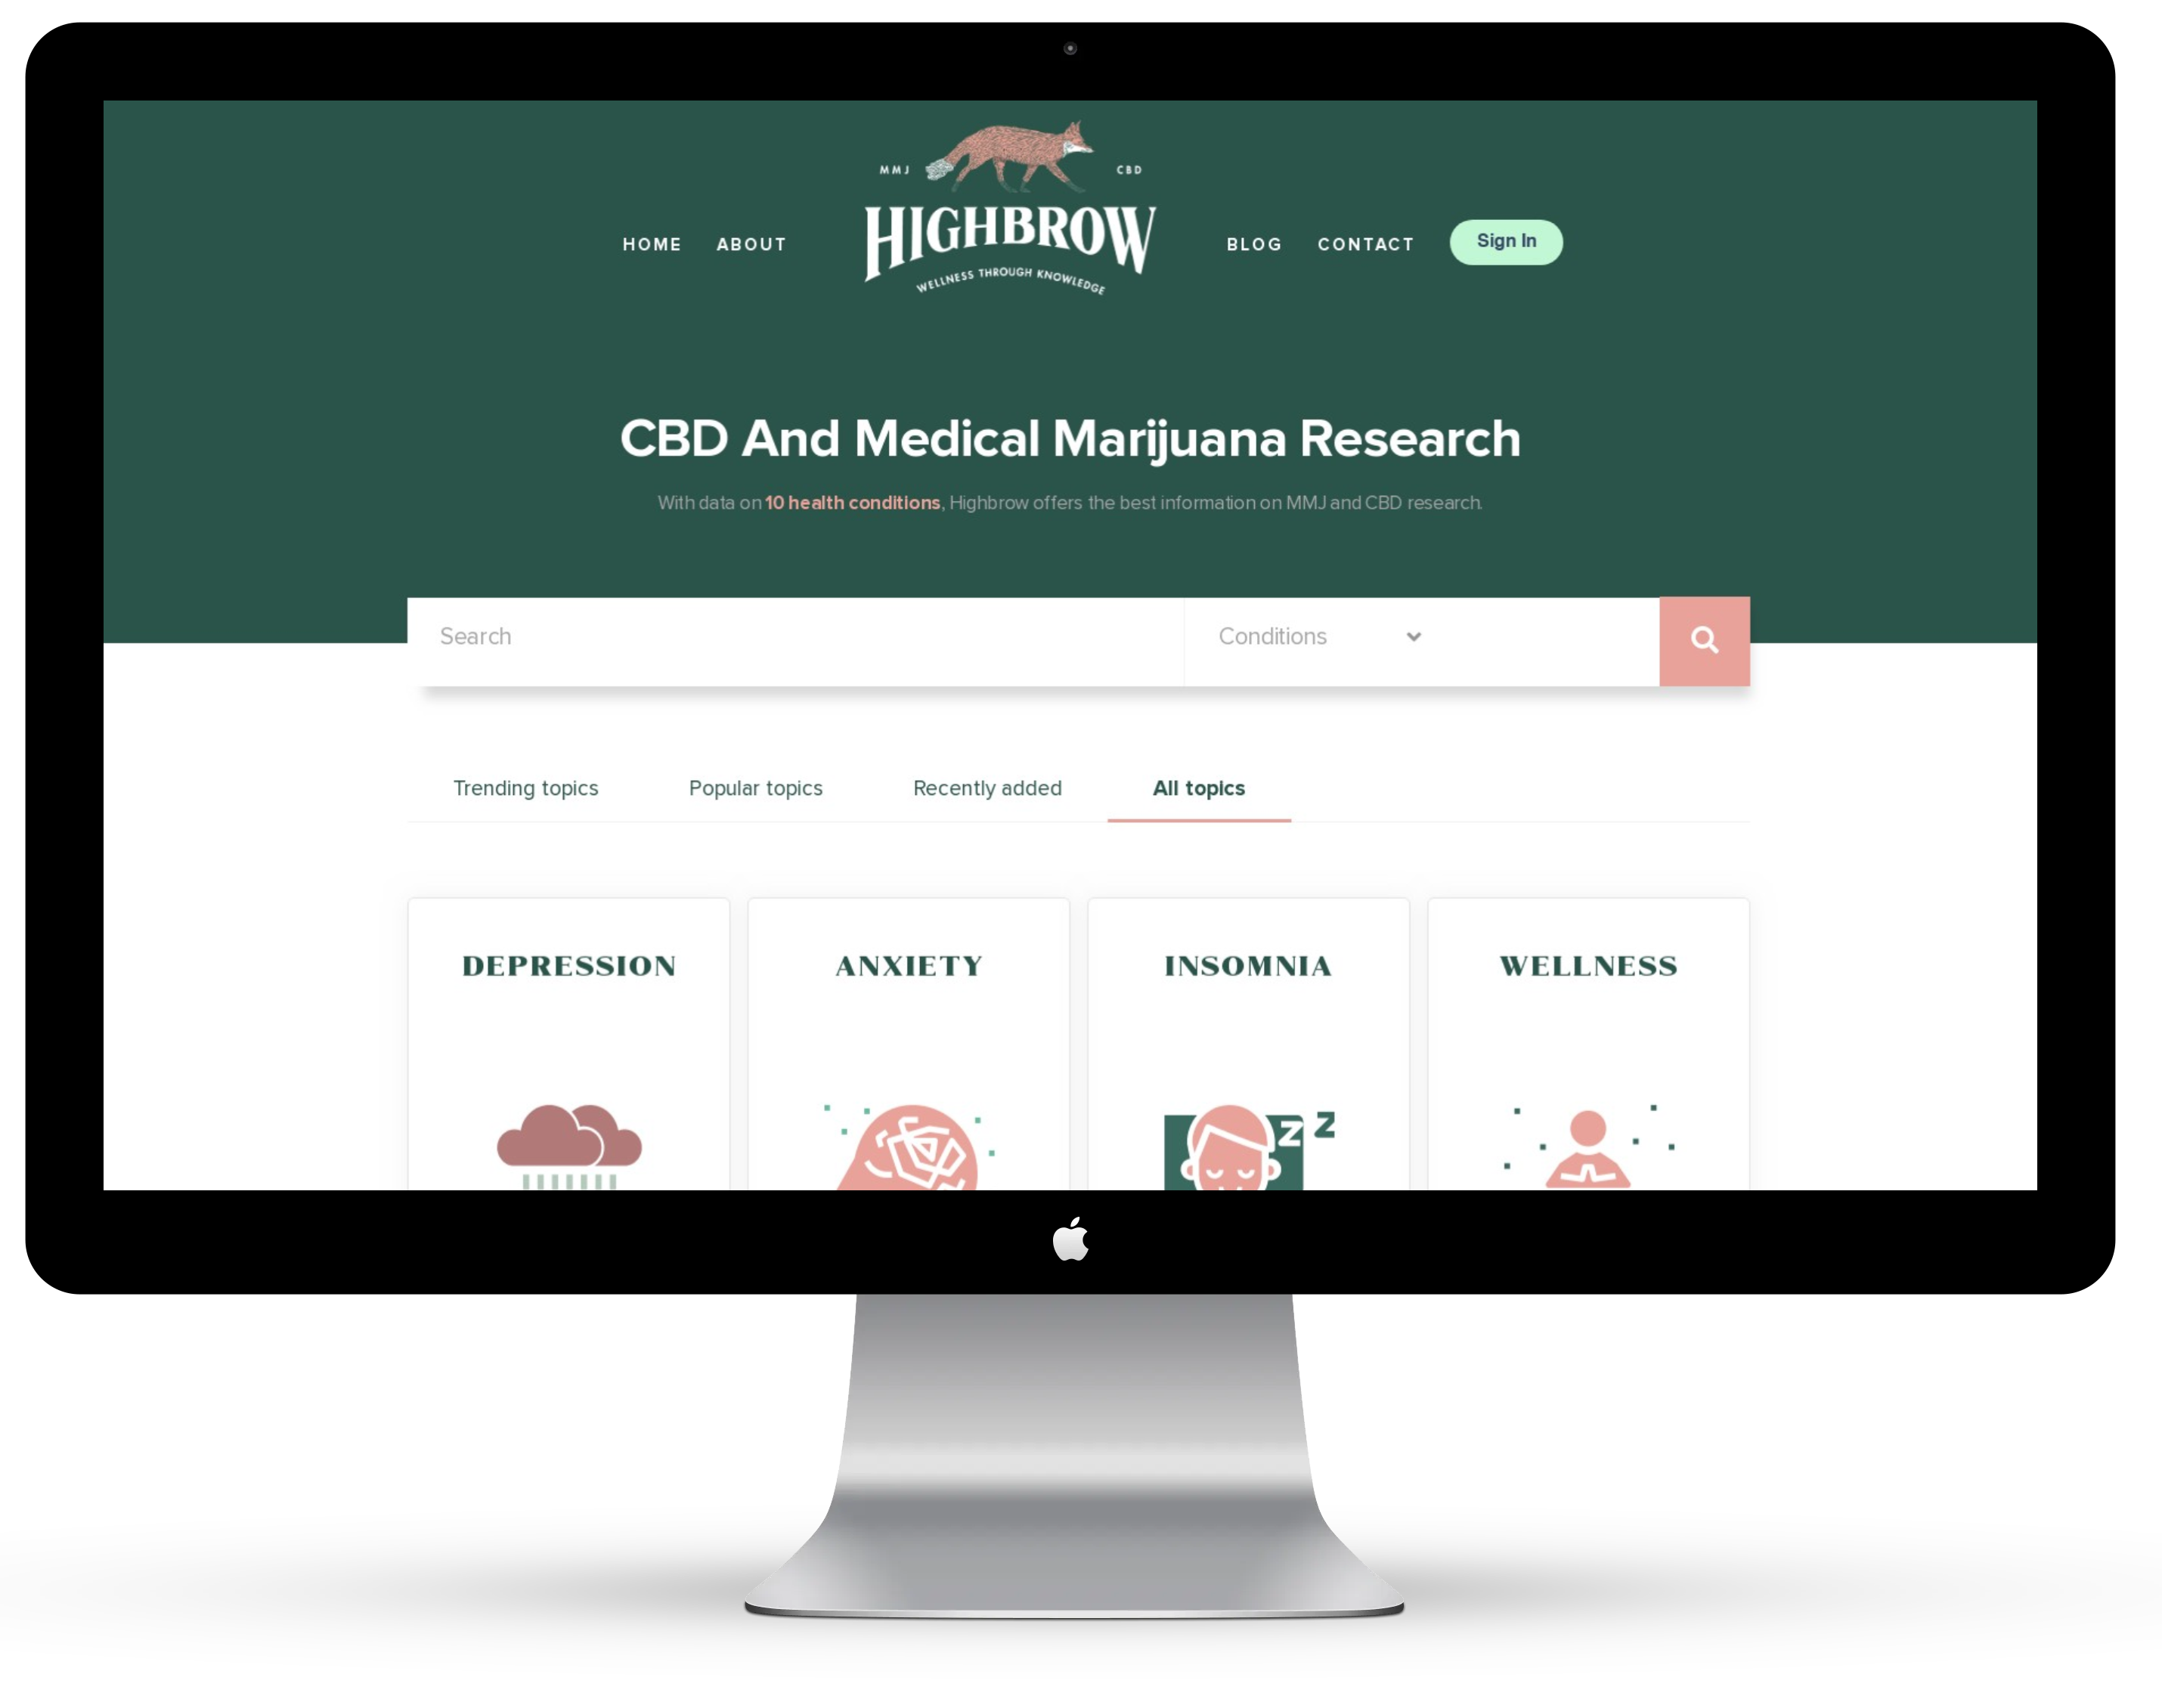 MMJ CBD
HIGHBROW
WELLNESS THROUGH KNOWLEDGE
HOME ABOUT BLOG CONTACT Sign In
CBD And Medical Marijuana Research
With data on 10 health conditions, Highbrow offers the best information on MMJ and CBD research.
Search Conditions
Trending topics Popular topics Recently added All topics
DEPRESSION ANXIETY INSOMNIA WELLNESS
z z